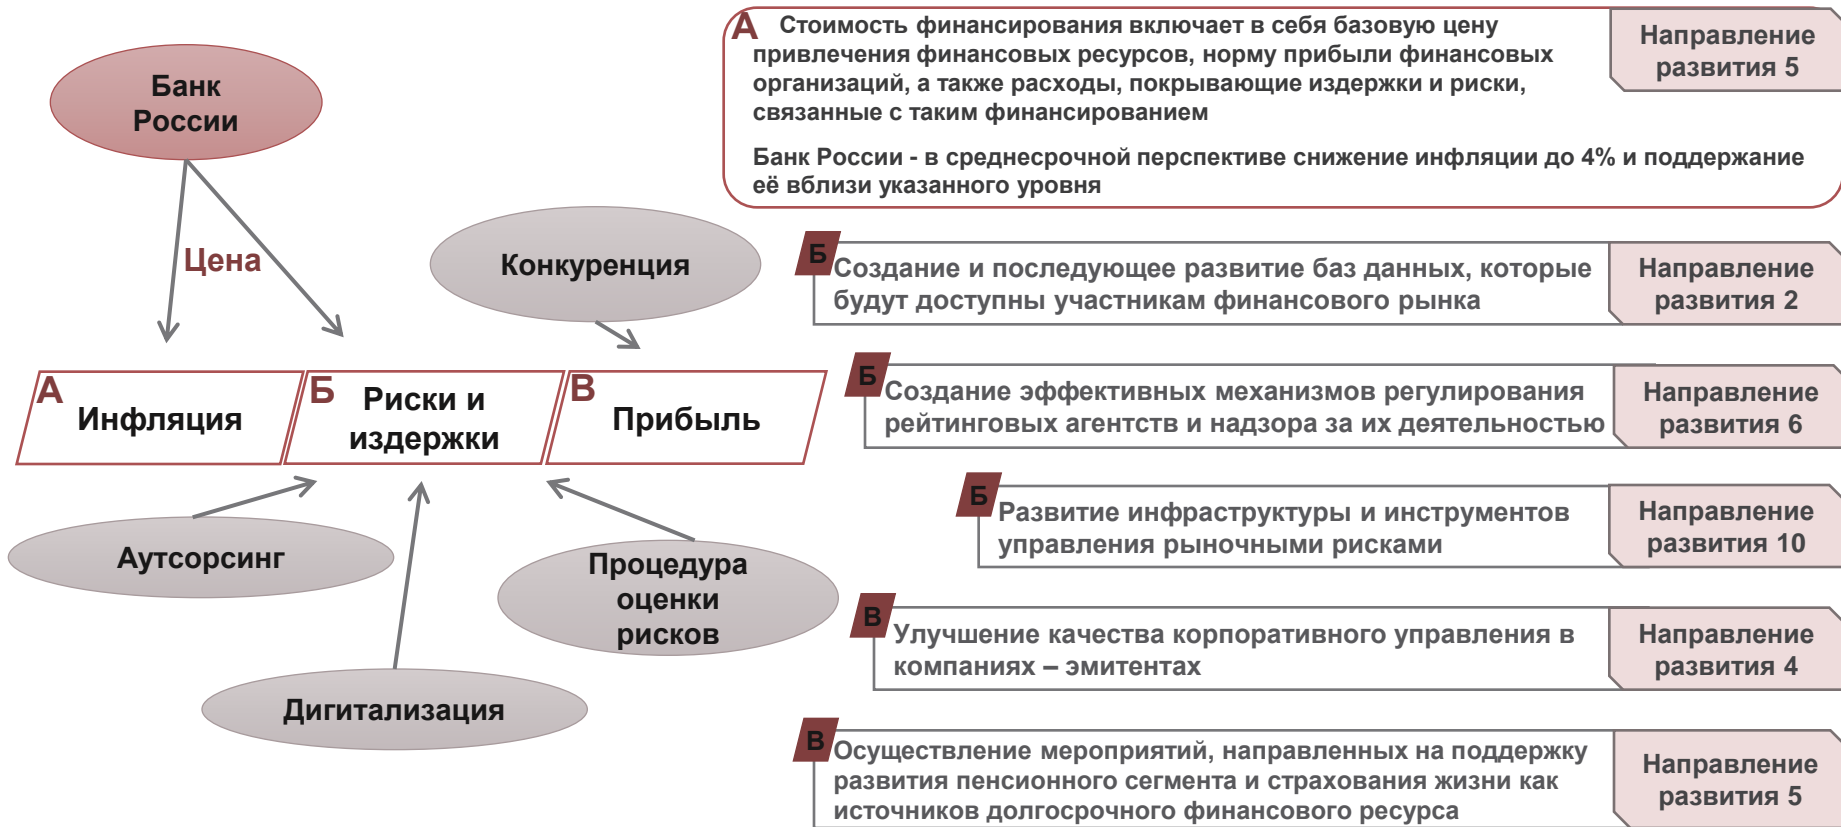 Банк
России
Цена
Конкуренция
А
Инфляция
Б
Риски и
издержки
В
Прибыль
Аутсорсинг
Процедура
оценки
рисков
Дигитализация
А Стоимость финансирования включает в себя базовую цену
привлечения финансовых ресурсов, норму прибыли финансовых
организаций, а также расходы, покрывающие издержки и риски,
связанные с таким финансированием
Банк России - в среднесрочной перспективе снижение инфляции до 4% и поддержание
её вблизи указанного уровня
Направление
развития 5
Б
Создание и последующее развитие баз данных, которые
будут доступны участникам финансового рынка
Направление
развития 2
Б
Создание эффективных механизмов регулирования
рейтинговых агентств и надзора за их деятельностью
Направление
развития 6
Б
Развитие инфраструктуры и инструментов
управления рыночными рисками
Направление
развития 10
В
Улучшение качества корпоративного управления в
компаниях – эмитентах
Направление
развития 4
В
Осуществление мероприятий, направленных на поддержку
развития пенсионного сегмента и страхования жизни как
источников долгосрочного финансового ресурса
Направление
развития 5